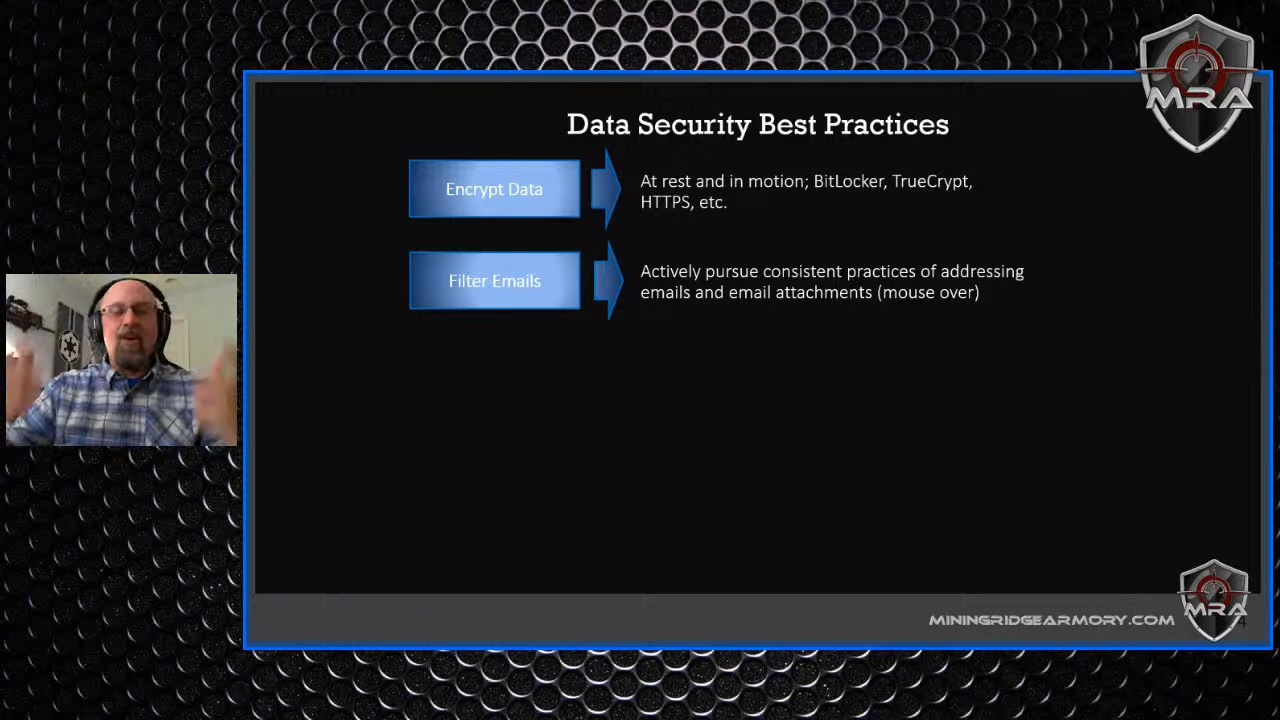 MRA
Data Security Best Practices
Encrypt Data
At rest and in motion; BitLocker, TrueCrypt,
HTTPS, etc.
Filter Emails
Actively pursue consistent practices of addressing
emails and email attachments (mouse over)
MININGRIDGEARMORY.COM
MRA
4